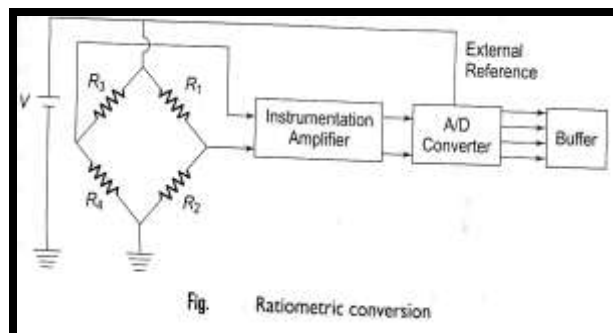 External
Reference
R3
R1
V
Instrumentation
Amplifier
A/D
Converter
Buffer
R4
R2
Fig. Ratiometric conversion